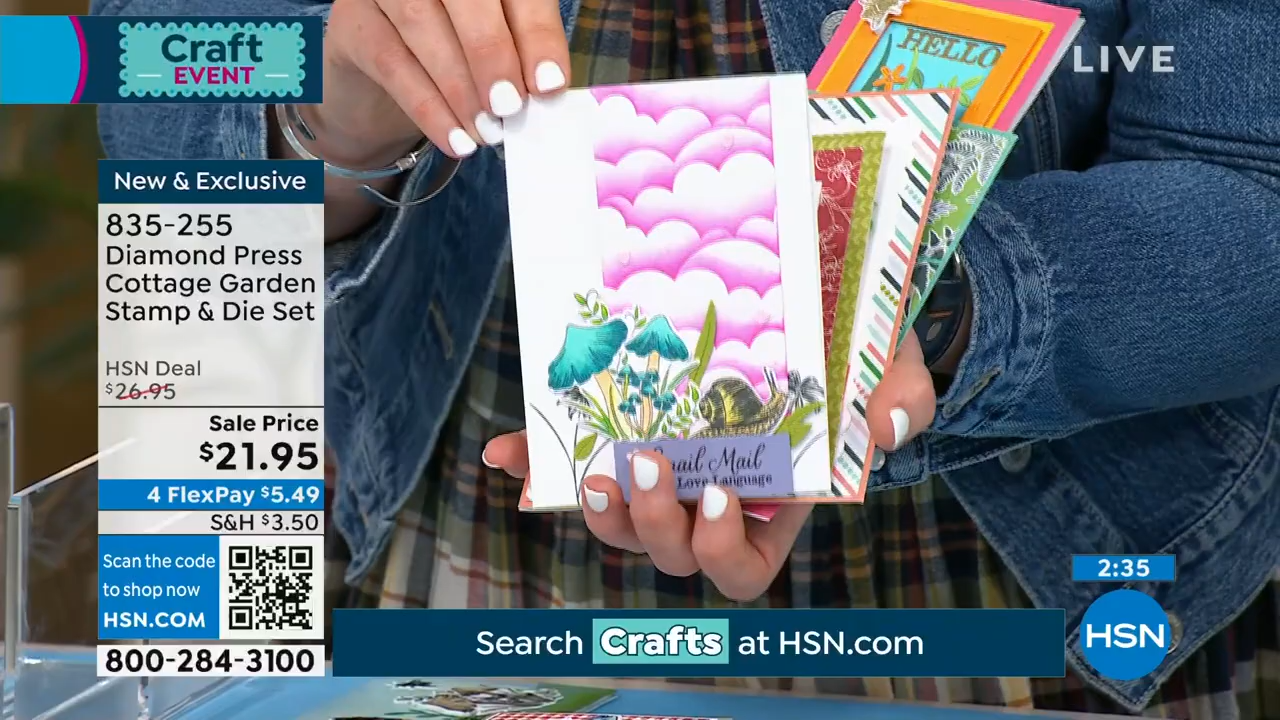 Craft
EVENT
LIVE
HELLO
New & Exclusive
835-255
Diamond Press
Cottage Garden
Stamp & Die Set
HSN Deal
$26.95
Sale Price
$21.95
4 FlexPay $5.49
S&H $3.50
Scan the code
to shop now
HSN.COM
800-284-3100
Mail
Love Language
2:35
HSN
Search Crafts at HSN.com